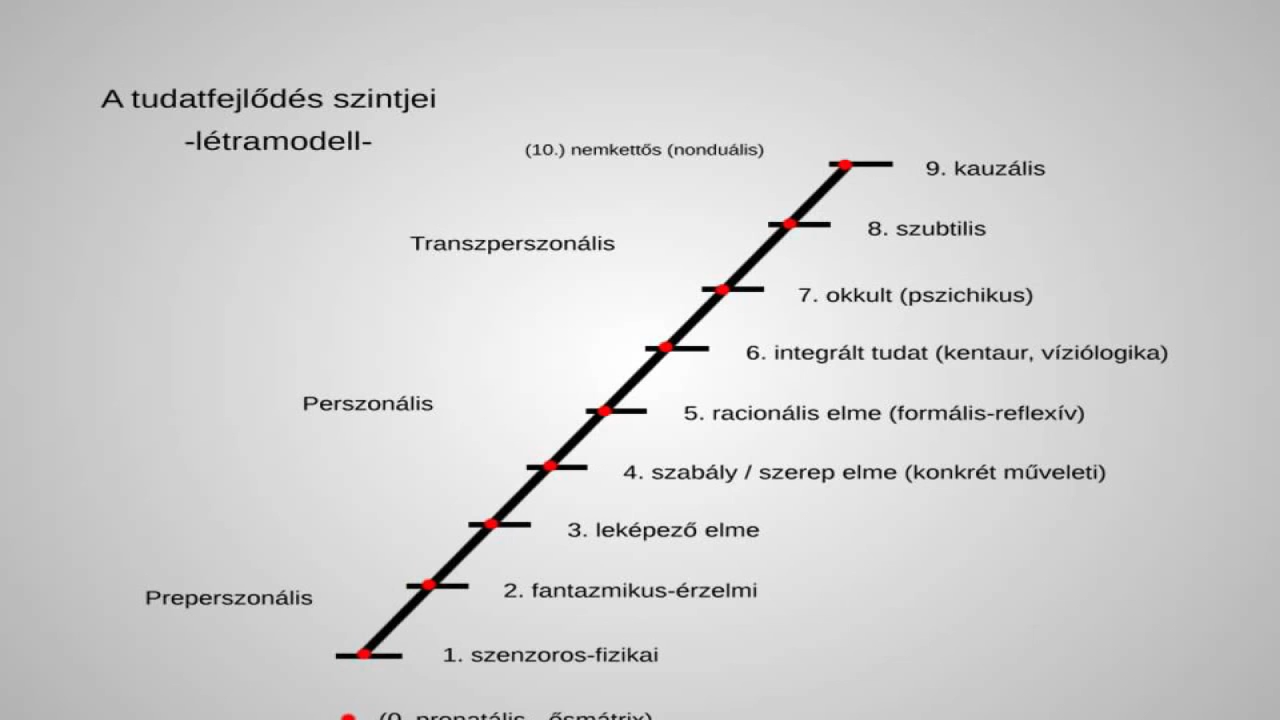 A tudatfejlődés szintjei
-létramodell-
(10.) nemkettős (nonduális)
9. kauzális
8. szubtilis
Transzperszonális
7. okkult (pszichikus)
6. integrált tudat (kentaur, víziólogika)
Perszonális
5. racionális elme (formális-reflexív)
4. szabály / szerep elme (konkrét műveleti)
3. leképező elme
2. fantazmikus-érzelmi
Preperszonális
1. szenzoros-fizikai
ősmátrix)